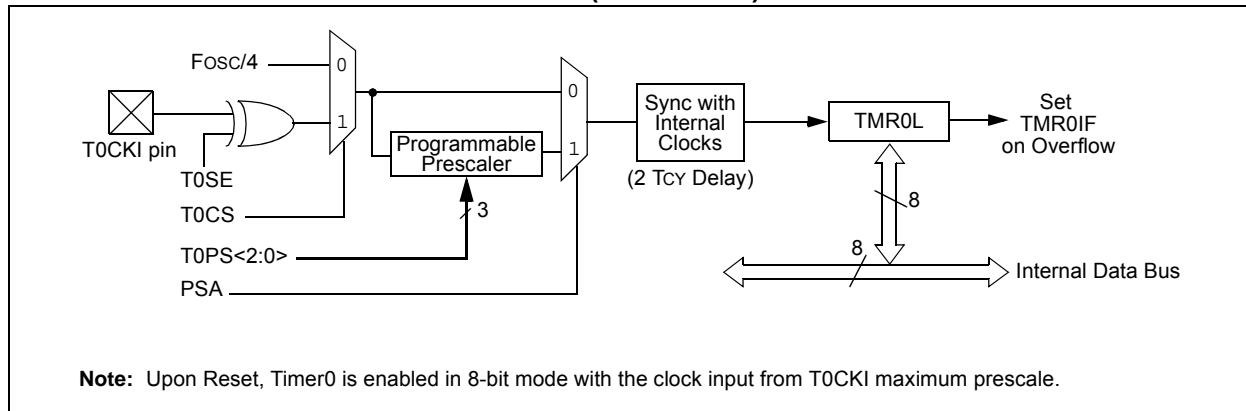 FOSC/4
0
1
T0CKI pin
T0SE
T0CS
Programmable
Prescaler
3
T0PS<2:0>
PSA
0
1
Sync with
Internal
Clocks
(2 TCY Delay)
TMR0L
Set
TMR0IF
on Overflow
8
8
Internal Data Bus
Note: Upon Reset, Timer0 is enabled in 8-bit mode with the clock input from T0CKI maximum prescale.